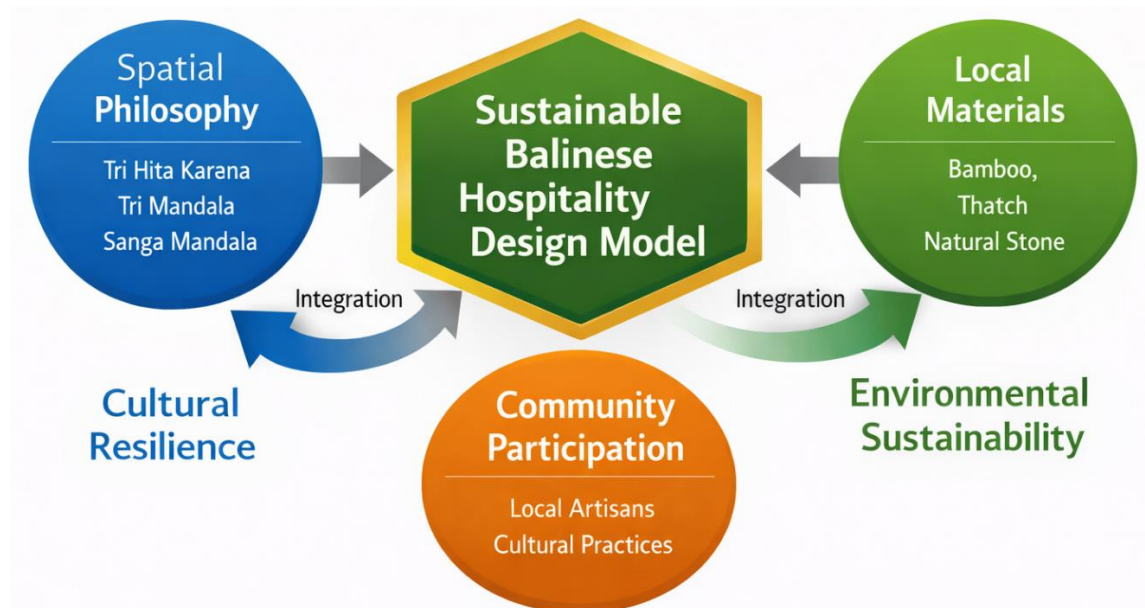 Spatial
Philosophy
Tri Hita Karana
Tri Mandala
Sanga Mandala
Sustainable
Balinese
Hospitality
Design Model
Local
Materials
Bamboo,
Thatch
Natural Stone
Integration
Integration
Cultural
Resilience
Community
Participation
Local Artisans
Cultural Practices
Environmental
Sustainability